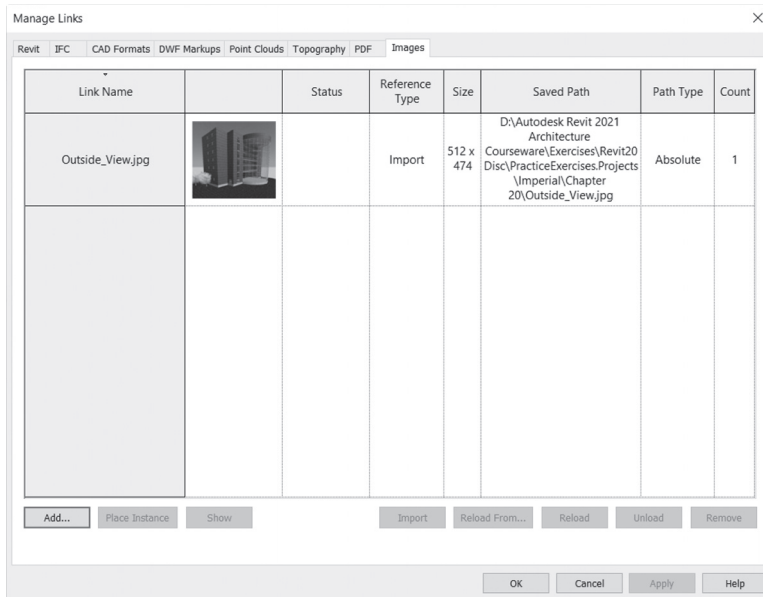 Manage Links
Revit IFC CAD Formats DWF Markups Point Clouds Topography PDF Images
Link Name Status Reference Type Size Saved Path Path Type Count
Outside_View.jpg Import 512 x 474 D:\Autodesk Revit 2021
Architecture
Courseware\Exercises\Revit20
Disc\PracticeExercises.Projects
\Imperial\Chapter
20\Outside_View.jpg Absolute 1
Add... Place Instance Show Import Reload From... Reload Unload Remove
OK Cancel Apply Help